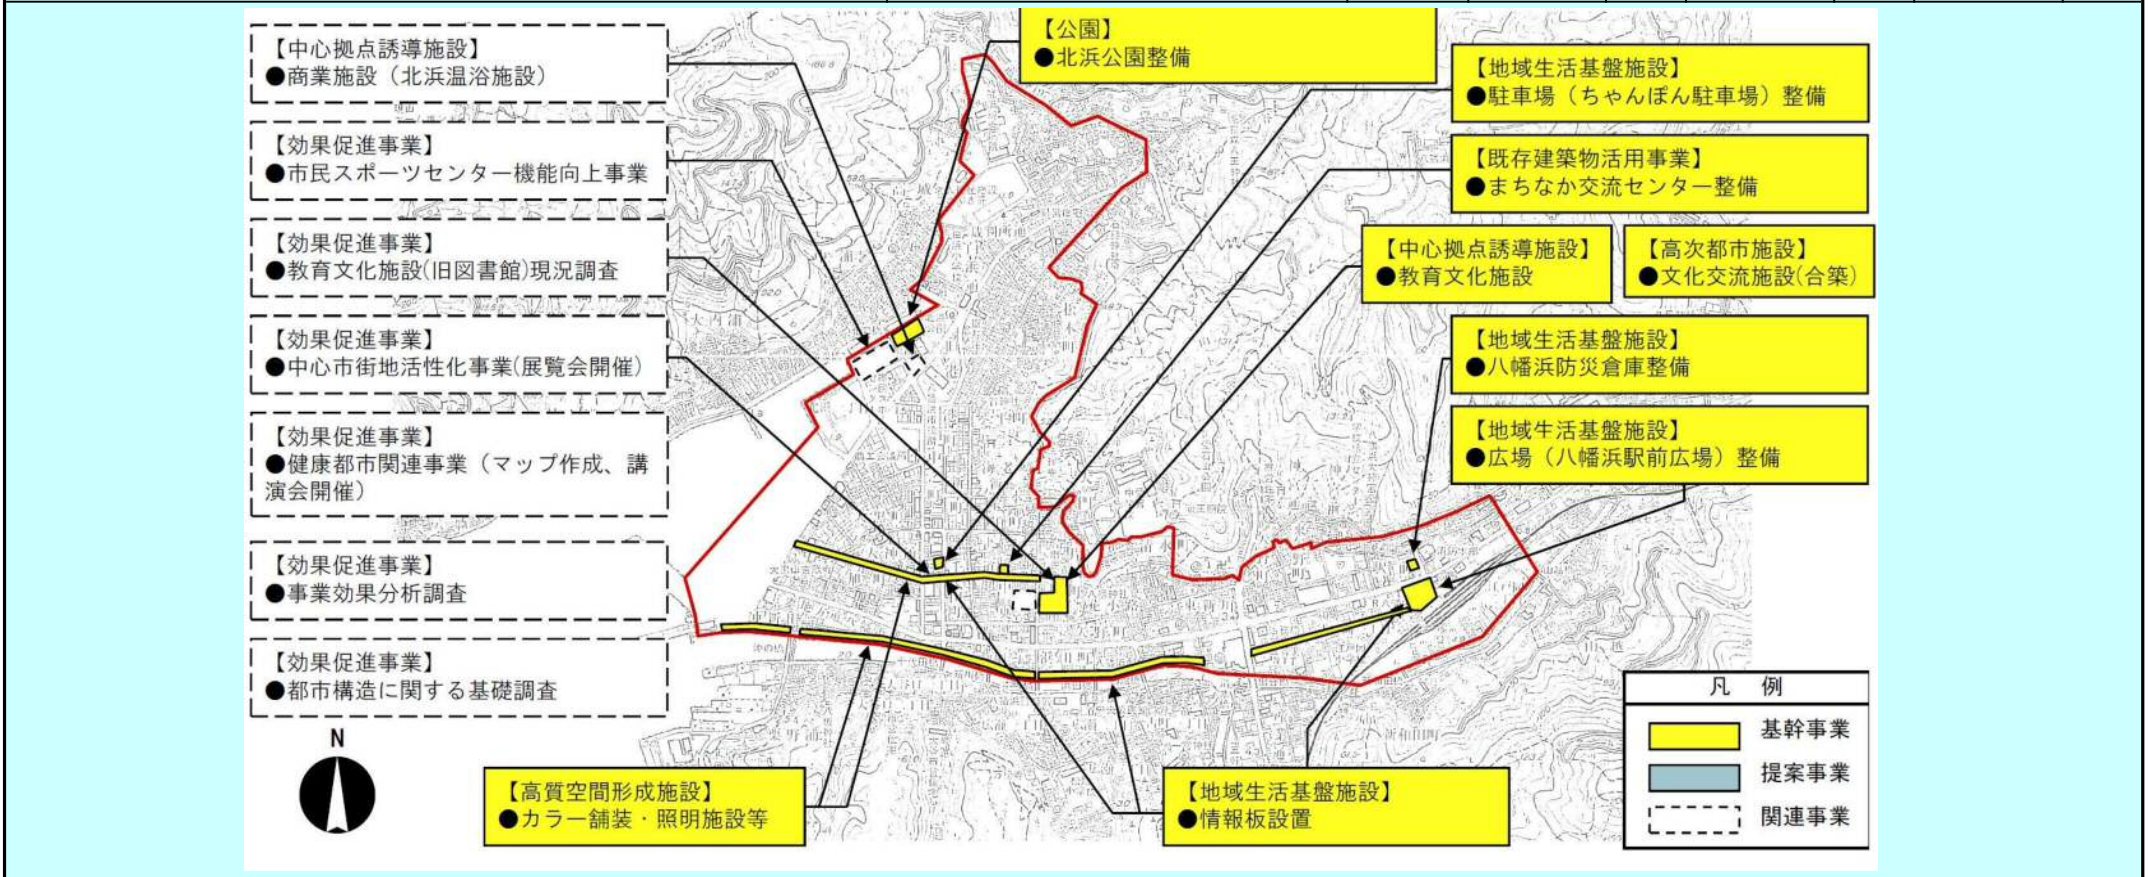 【中心拠点誘導施設】
●商業施設（北浜温浴施設）
【効果促進事業】
●市民スポーツセンター機能向上事業
【効果促進事業】
●教育文化施設(旧図書館)現況調査
【効果促進事業】
●中心市街地活性化事業(展覧会開催)
【効果促進事業】
●健康都市関連事業（マップ作成、講
演会開催）
【効果促進事業】
●事業効果分析調査
【効果促進事業】
●都市構造に関する基礎調査
N
【公園】
●北浜公園整備
【地域生活基盤施設】
●駐車場（ちゃんぽん駐車場）整備
【既存建築物活用事業】
●まちなか交流センター整備
【中心拠点誘導施設】
●教育文化施設
【高次都市施設】
●文化交流施設(合築)
【地域生活基盤施設】
●八幡浜防災倉庫整備
【地域生活基盤施設】
●広場（八幡浜駅前広場）整備
【高質空間形成施設】
●カラー舗装・照明施設等
【地域生活基盤施設】
●情報板設置
凡 例
基幹事業
提案事業
関連事業